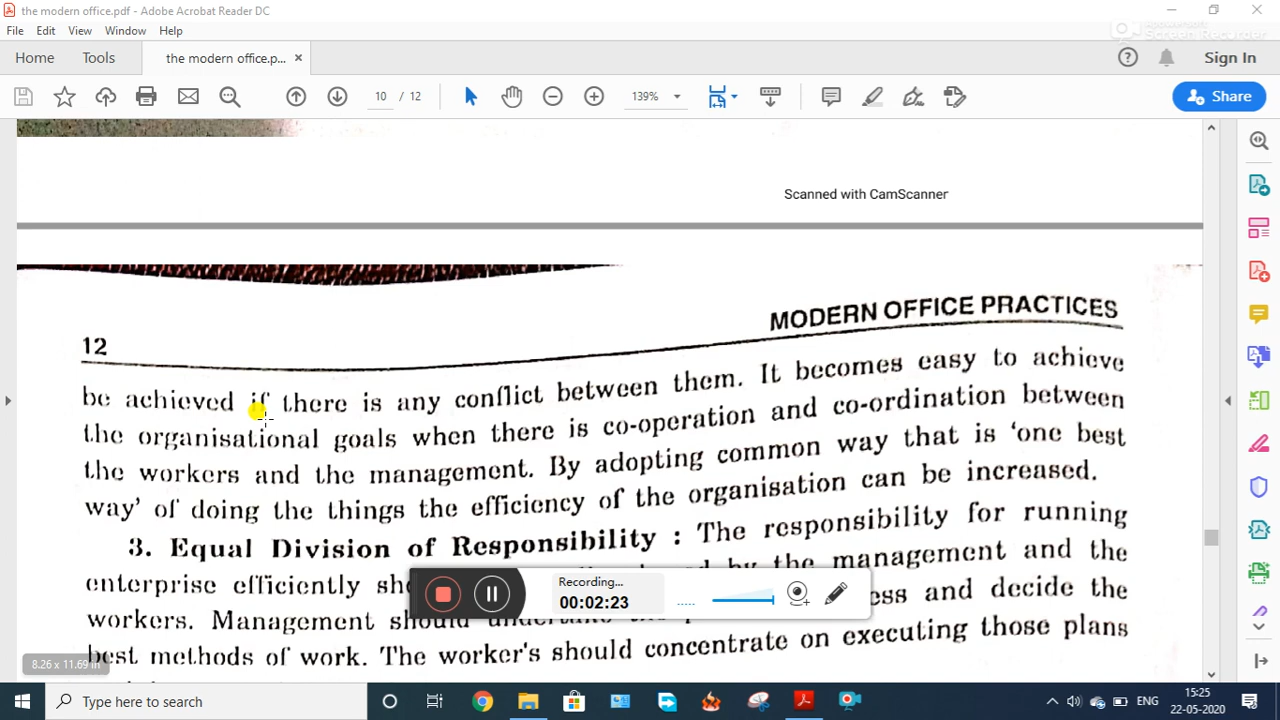 the modern office.pdf - Adobe Acrobat Reader DC
File Edit View Window Help
Screen Recorder
Home Tools the modern office.p... × Sign In
10 / 12 139% Share
Scanned with CamScanner
MODERN OFFICE PRACTICES
12
be achieved if there is any conflict between them. It becomes easy to achieve
the organisational goals when there is co-operation and co-ordination between
the workers and the management. By adopting common way that is 'one best
way' of doing the things the efficiency of the organisation can be increased.
3. Equal Division of Responsibility : The responsibility for running
enterprise efficiently by the management and the
workers. Management should and decide the
best methods of work. The worker's should concentrate on executing those plans
Recording...
00:02:23
8.26 x 11.69 in
Type here to search
ENG
15:25
22-05-2020